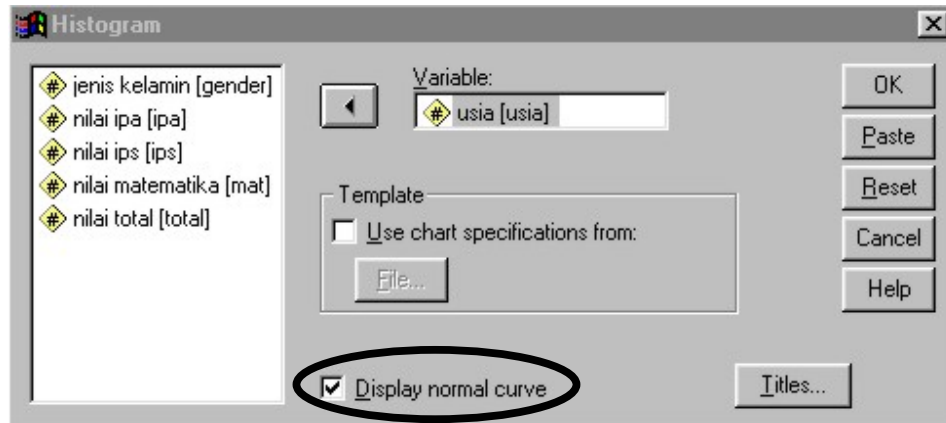 Histogram
jenis kelamin [gender]
nilai ipa [ipa]
nilai ips [ips]
nilai matematika [mat]
nilai total [total]
Variable:
usia [usia]
Template
Use chart specifications from:
File...
Display normal curve
Titles...
OK
Paste
Reset
Cancel
Help